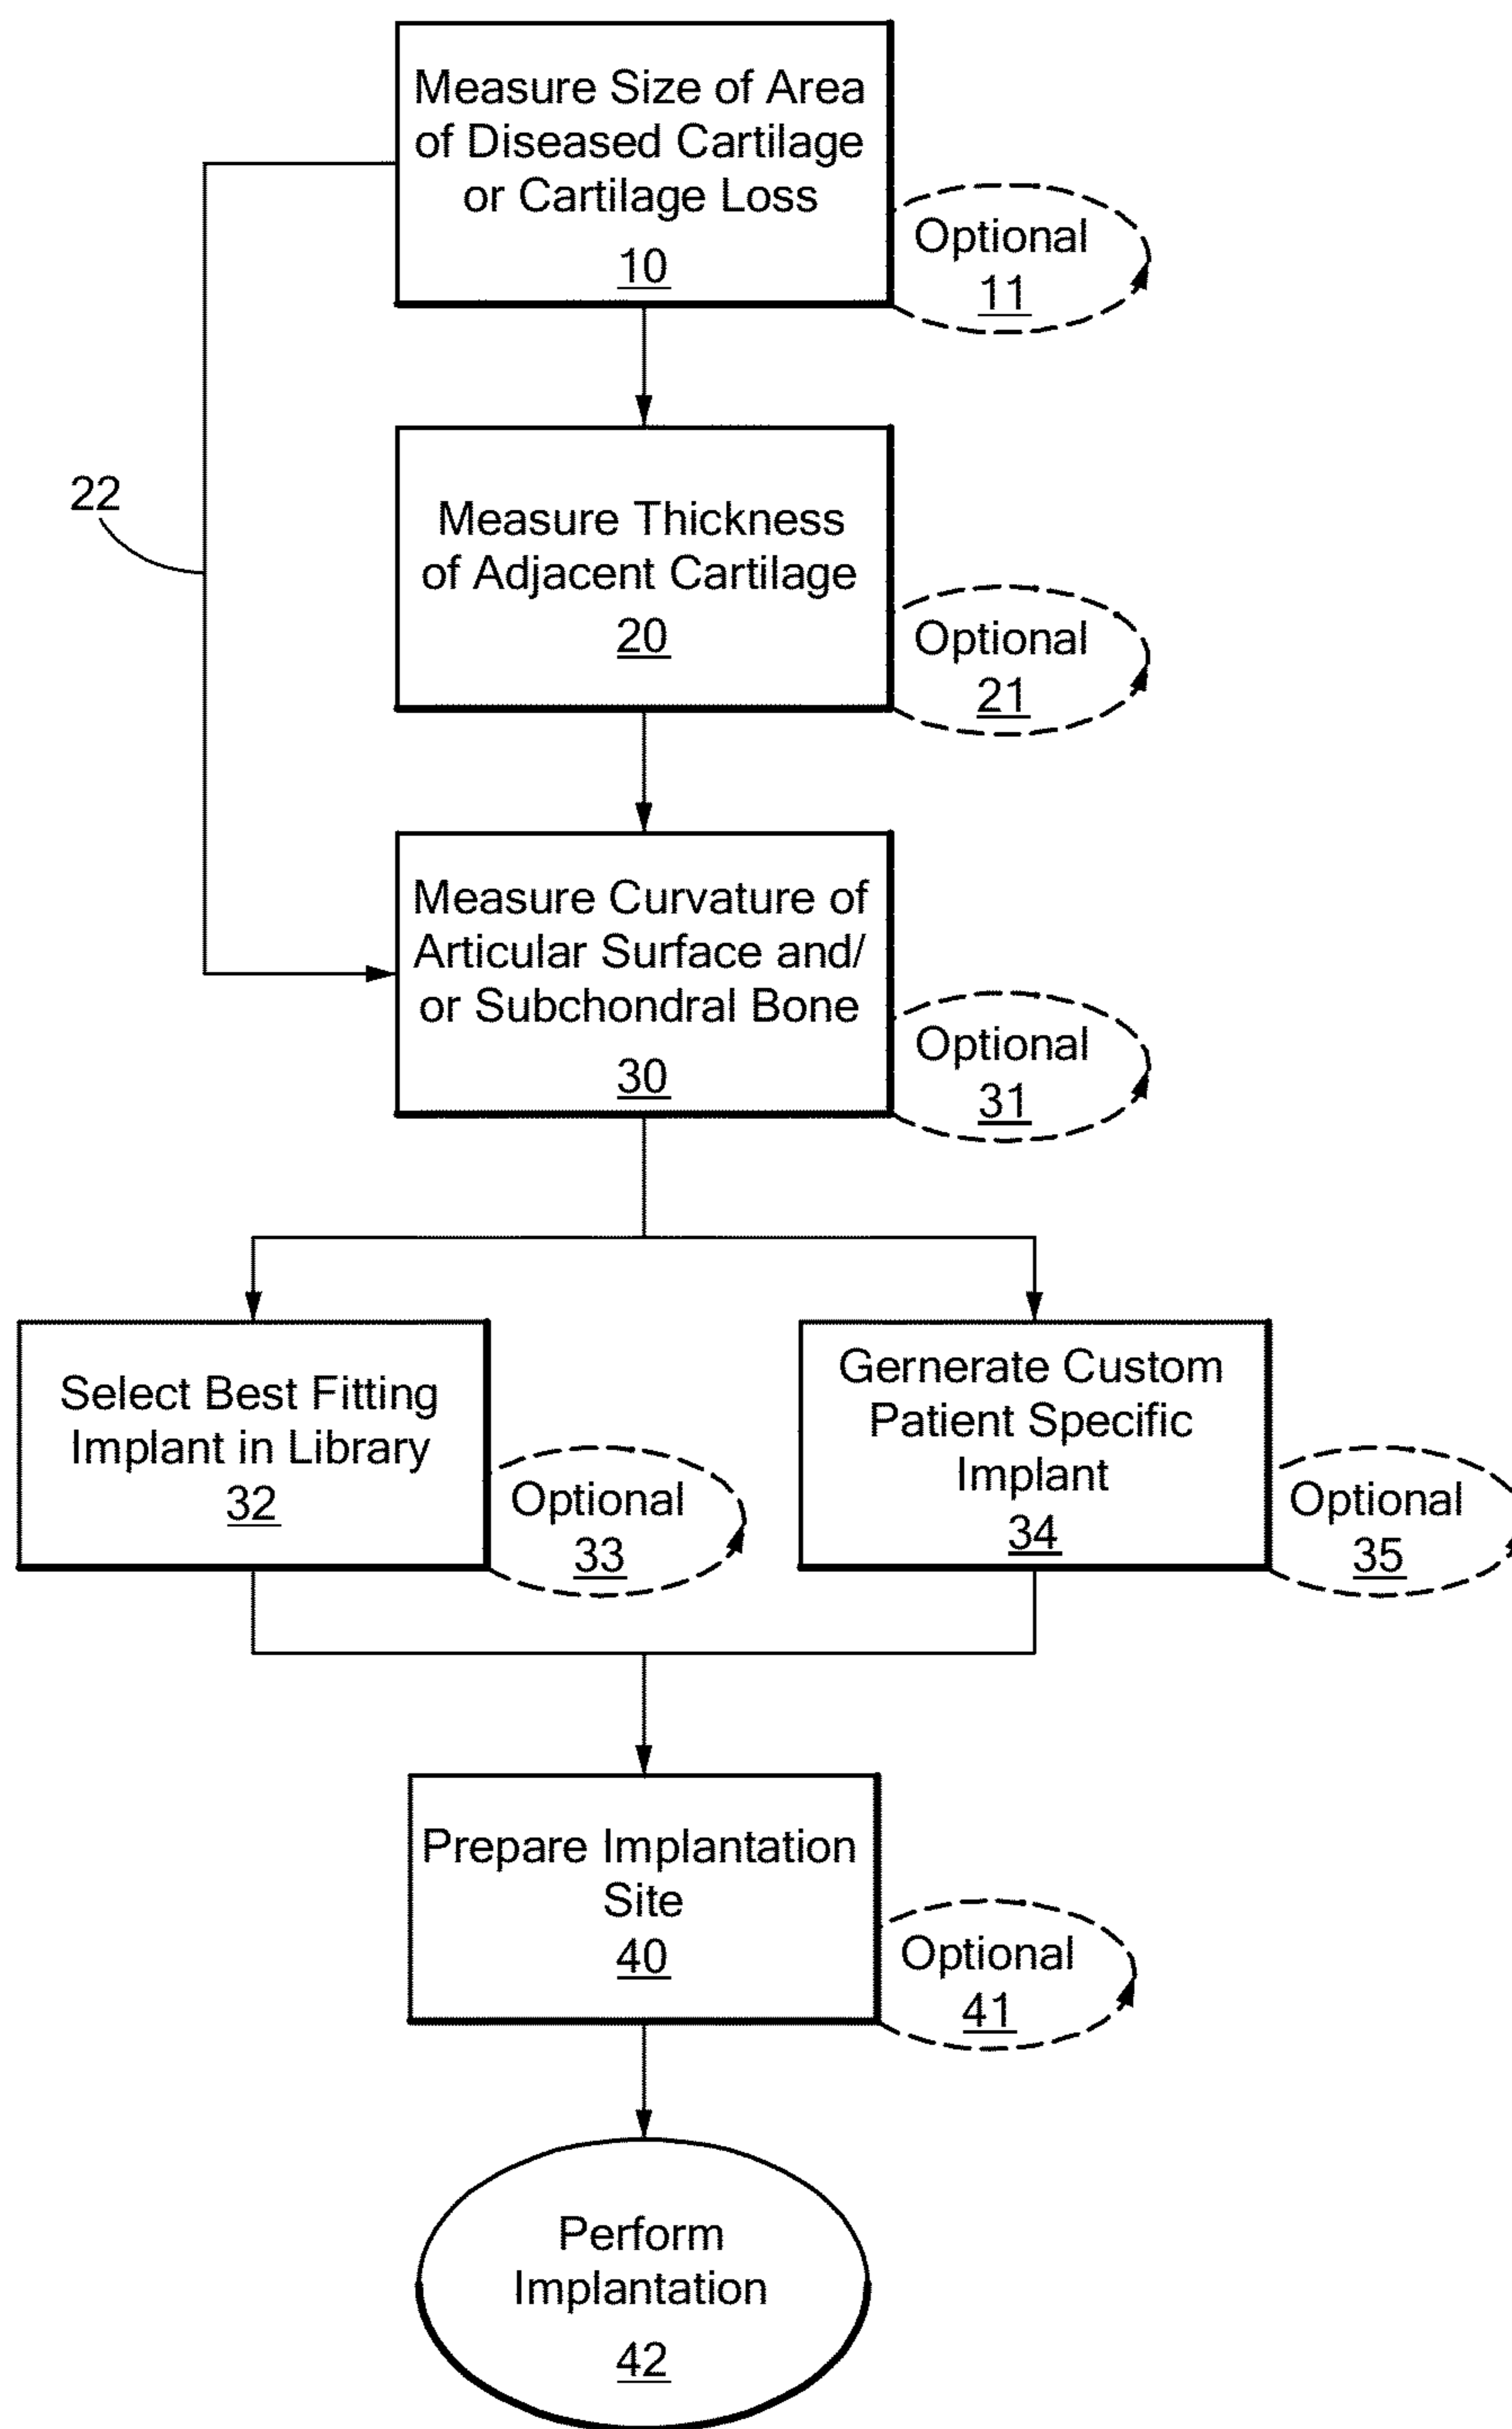 Measure Size of Area
of Diseased Cartilage
or Cartilage Loss
10
Optional
11
22
Measure Thickness
of Adjacent Cartilage
20
Optional
21
Measure Curvature of
Articular Surface and/
or Subchondral Bone
30
Optional
31
Select Best Fitting
Implant in Library
32
Optional
33
Gernerate Custom
Patient Specific
Implant
34
Optional
35
Prepare Implantation
Site
40
Optional
41
Perform
Implantation
42